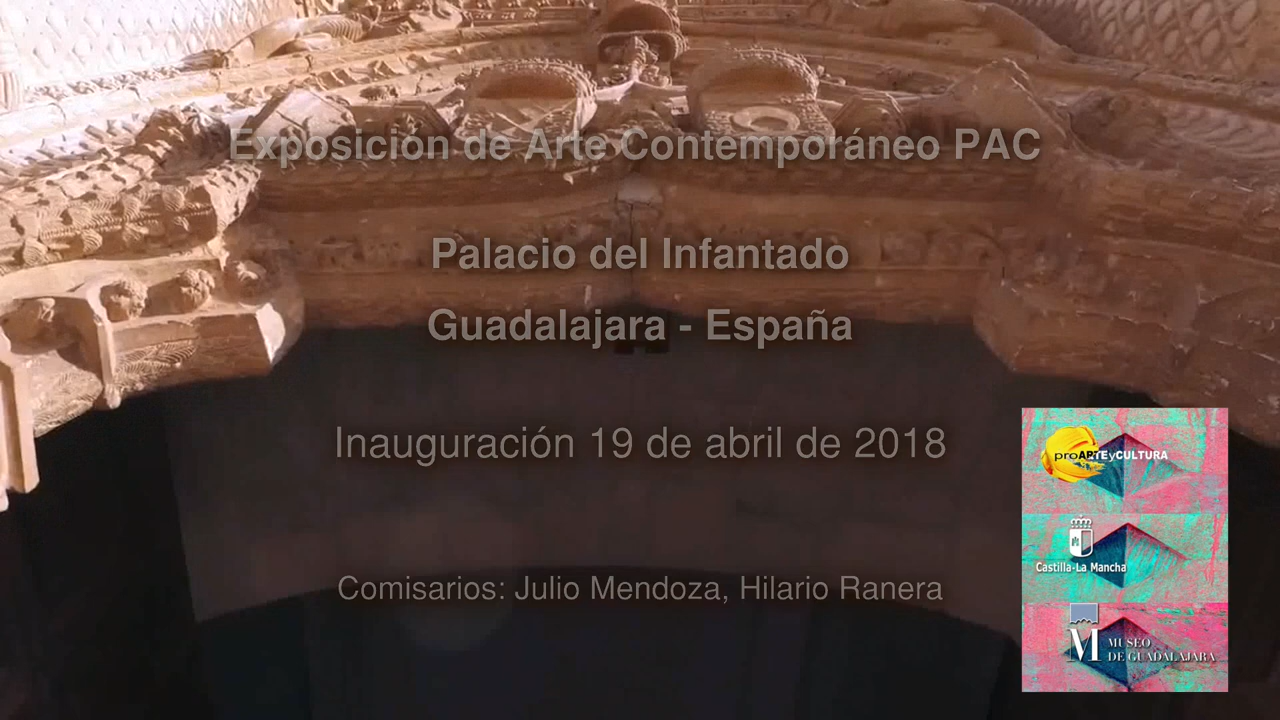 Exposición de Arte Contemporáneo PAC
Palacio del Infantado
Guadalajara - España
Inauguración 19 de abril de 2018
Comisarios: Julio Mendoza, Hilario Ranera
proARTEyCULTURA
Castilla-La Mancha
M MUSEO
DE GUADALAJARA